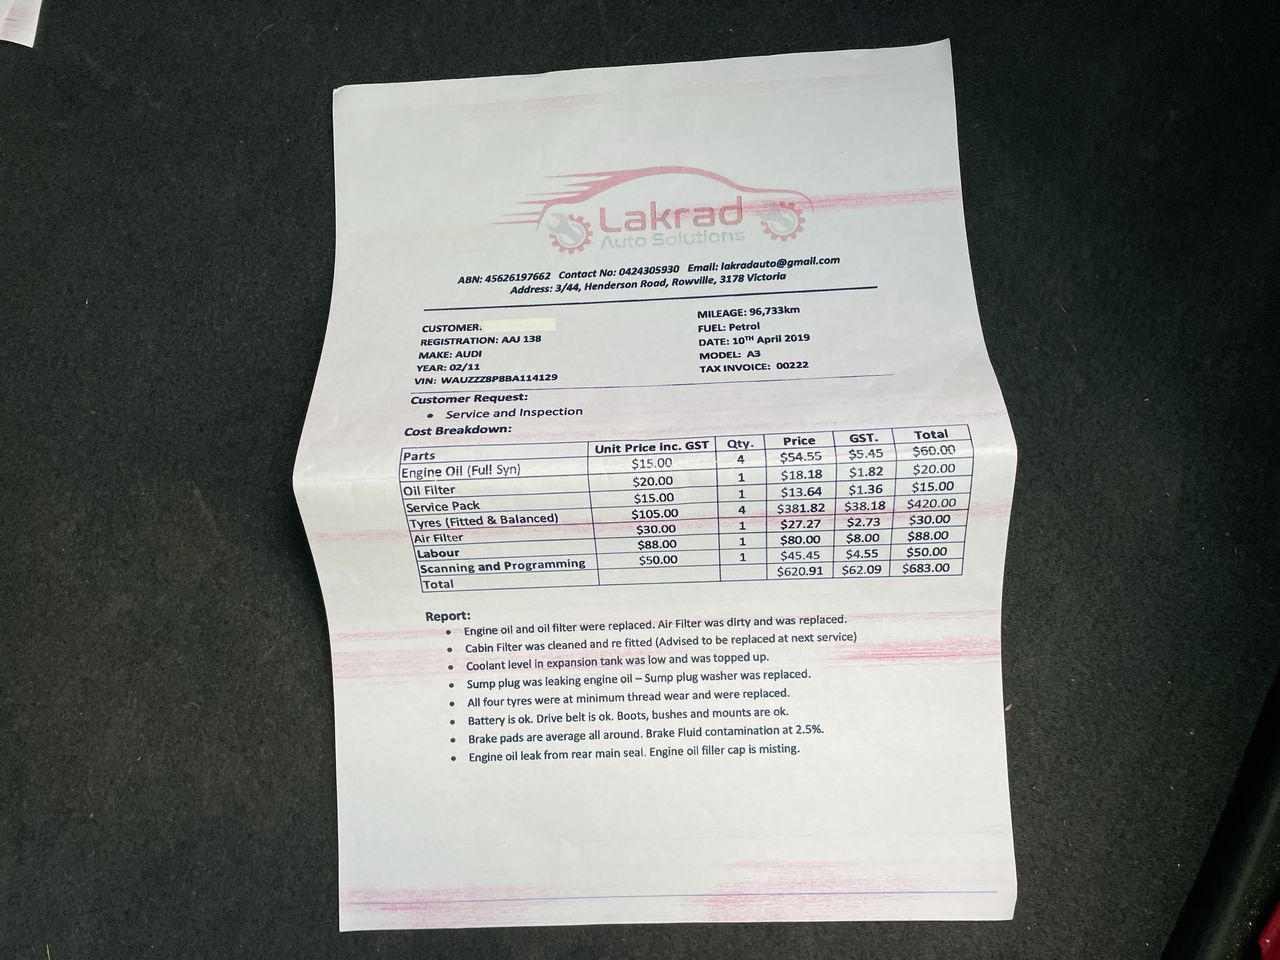 Lakrad
Auto Solutions
ABN: 45626197662 Contact No: 0424305930 Email: lakradauto@gmail.com
Address: 3/44, Henderson Road, Rowville, 3178 Victoria
CUSTOMER:
REGISTRATION: AAJ 138
MAKE: AUDI
YEAR: 02/11
VIN: WAUZZZ8P8BA114129
MILEAGE: 96,733km
FUEL: Petrol
DATE: 10TH April 2019
MODEL: A3
TAX INVOICE: 00222
Customer Request:
• Service and Inspection
Cost Breakdown:
Parts Unit Price inc. GST Qty. Price GST. Total
Engine Oil (Full Syn) $15.00 4 $54.55 $5.45 $60.00
Oil Filter $20.00 1 $18.18 $1.82 $20.00
Service Pack $15.00 1 $13.64 $1.36 $15.00
Tyres (Fitted & Balanced) $105.00 4 $381.82 $38.18 $420.00
Air Filter $30.00 1 $27.27 $2.73 $30.00
Labour $88.00 1 $80.00 $8.00 $88.00
Scanning and Programming $50.00 1 $45.45 $4.55 $50.00
Total $620.91 $62.09 $683.00
Report:
• Engine oil and oil filter were replaced. Air Filter was dirty and was replaced.
• Cabin Filter was cleaned and re fitted (Advised to be replaced at next service)
• Coolant level in expansion tank was low and was topped up.
• Sump plug was leaking engine oil – Sump plug washer was replaced.
• All four tyres were at minimum thread wear and were replaced.
• Battery is ok. Drive belt is ok. Boots, bushes and mounts are ok.
• Brake pads are average all around. Brake Fluid contamination at 2.5%.
• Engine oil leak from rear main seal. Engine oil filler cap is misting.